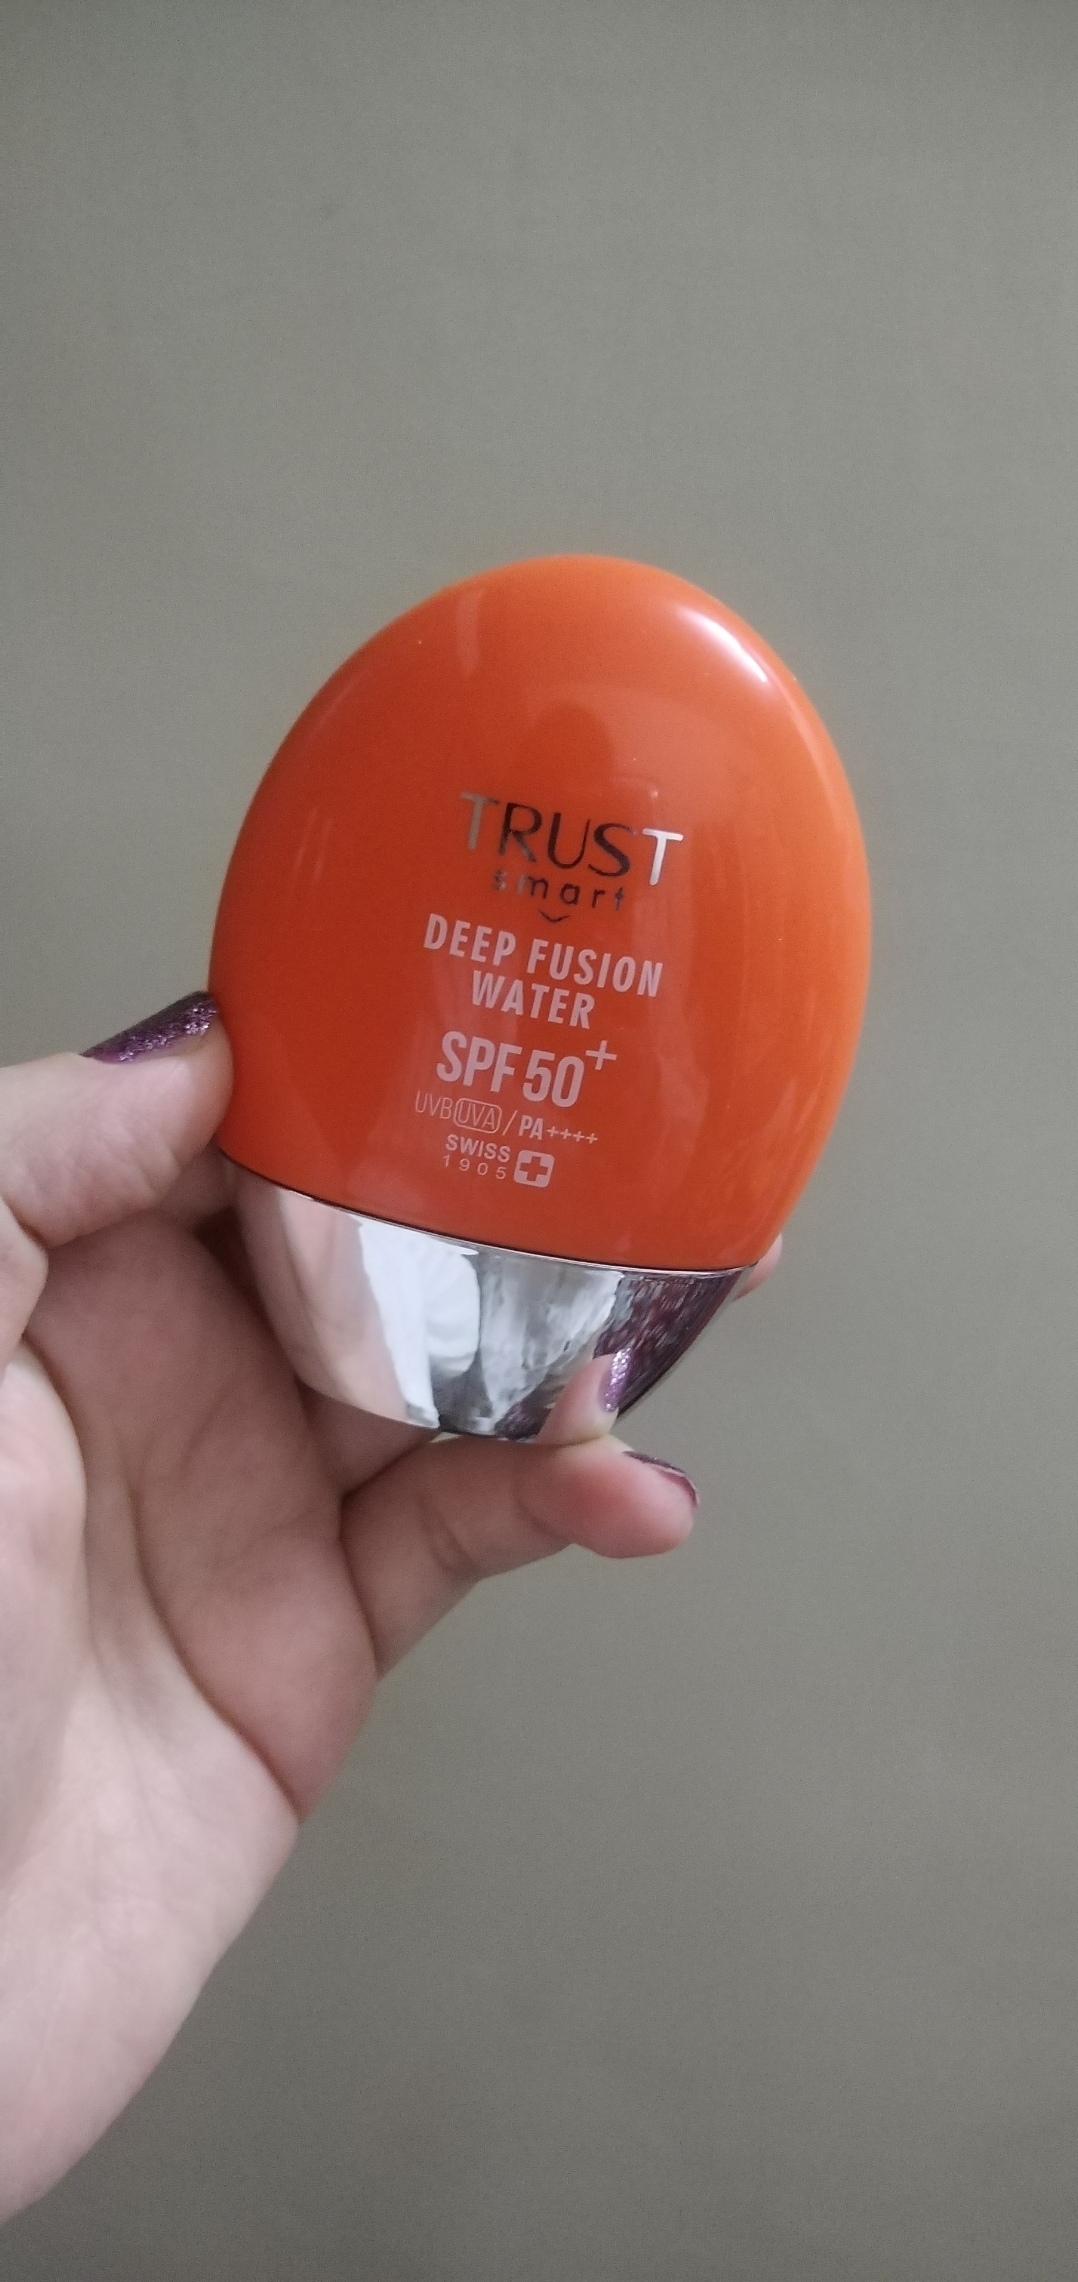 TRUST
smart
DEEP FUSION
WATER
SPF 50+
UVB UVA / PA++++
SWISS
1905